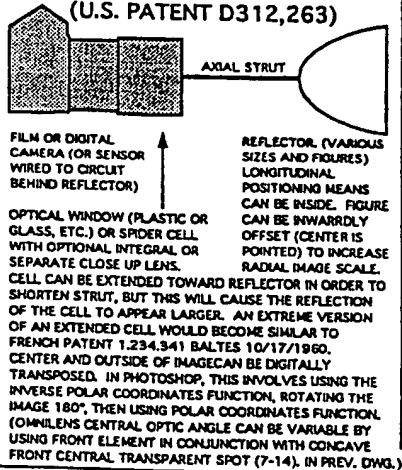 (U.S. PATENT D312,263)
AXIAL STRUT
FILM OR DIGITAL
CAMERA (OR SENSOR
WIRED TO CIRCUIT
BEHIND REFLECTOR)
REFLECTOR. (VARIOUS
SIZES AND FIGURES)
LONGITUDINAL
POSITIONING MEANS
CAN BE INSIDE. FIGURE
CAN BE INWARRDLY
OFFSET (CENTER IS
POINTED) TO INCREASE
RADIAL IMAGE SCALE.
OPTICAL WINDOW (PLASTIC OR
GLASS, ETC.) OR SPIDER CELL
WITH OPTIONAL INTEGRAL OR
SEPARATE CLOSE UP LENS.
CELL CAN BE EXTENDED TOWARD REFLECTOR IN ORDER TO
SHORTEN STRUT, BUT THIS WILL CAUSE THE REFLECTION
OF THE CELL TO APPEAR LARGER. AN EXTREME VERSION
OF AN EXTENDED CELL WOULD BECOME SIMILAR TO
FRENCH PATENT 1.234.341 BALTES 10/17/1960.
CENTER AND OUTSIDE OF IMAGECAN BE DIGITALLY
TRANSPOSED. IN PHOTOSHOP, THIS INVOLVES USING THE
INVERSE POLAR COORDINATES FUNCTION, ROTATING THE
IMAGE 180°, THEN USING POLAR COORDINATES FUNCTION.
(OMNILENS CENTRAL OPTIC ANGLE CAN BE VARIABLE BY
USING FRONT ELEMENT IN CONJUNCTION WITH CONCAVE
FRONT CENTRAL TRANSPARENT SPOT (7-14). IN PREV. DWG.)